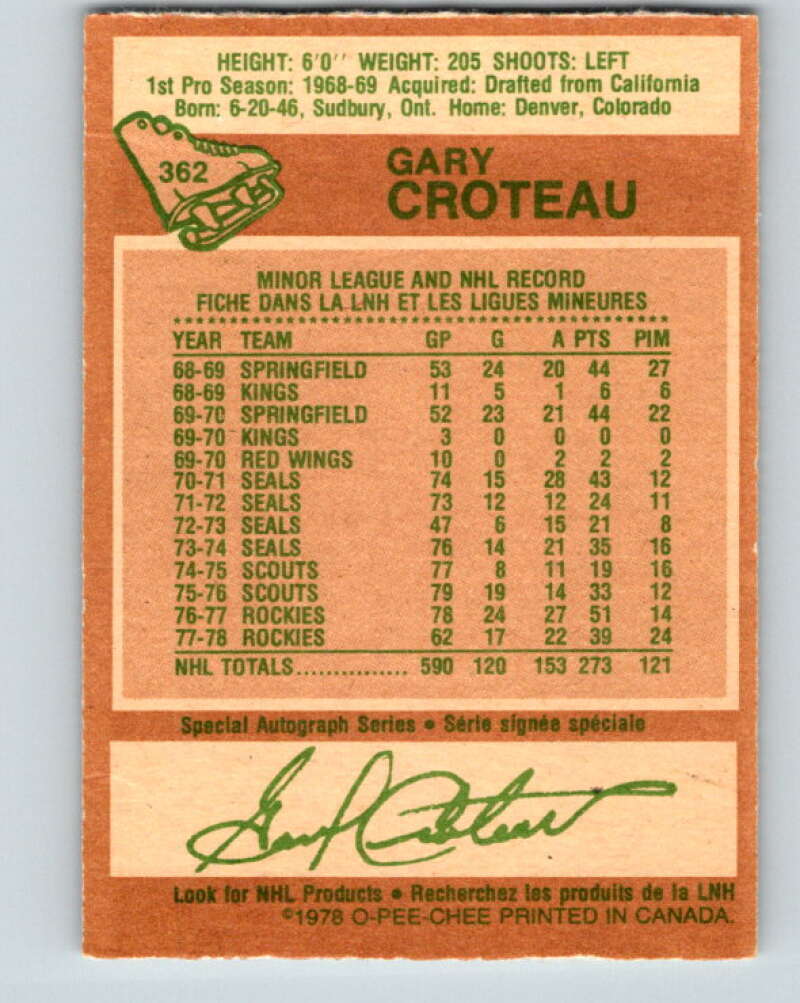 HEIGHT: 6'0'' WEIGHT: 205 SHOOTS: LEFT
1st Pro Season: 1968-69 Acquired: Drafted from California
Born: 6-20-46, Sudbury, Ont. Home: Denver, Colorado
362
GARY
CROTEAU
MINOR LEAGUE AND NHL RECORD
FICHE DANS LA LNH ET LES LIGUES MINEURES
YEAR TEAM GP G A PTS PIM
68-69 SPRINGFIELD 53 24 20 44 27
68-69 KINGS 11 5 1 6 6
69-70 SPRINGFIELD 52 23 21 44 22
69-70 KINGS 3 0 0 0 0
69-70 RED WINGS 10 0 2 2 2
70-71 SEALS 74 15 28 43 12
71-72 SEALS 73 12 12 24 11
72-73 SEALS 47 6 15 21 8
73-74 SEALS 76 14 21 35 16
74-75 SCOUTS 77 8 11 19 16
75-76 SCOUTS 79 19 14 33 12
76-77 ROCKIES 78 24 27 51 14
77-78 ROCKIES 62 17 22 39 24
NHL TOTALS............... 590 120 153 273 121
Special Autograph Series • Série signée spéciale
Gary Croteau
Look for NHL Products • Recherchez les produits de la LNH
©1978 O-PEE-CHEE PRINTED IN CANADA.